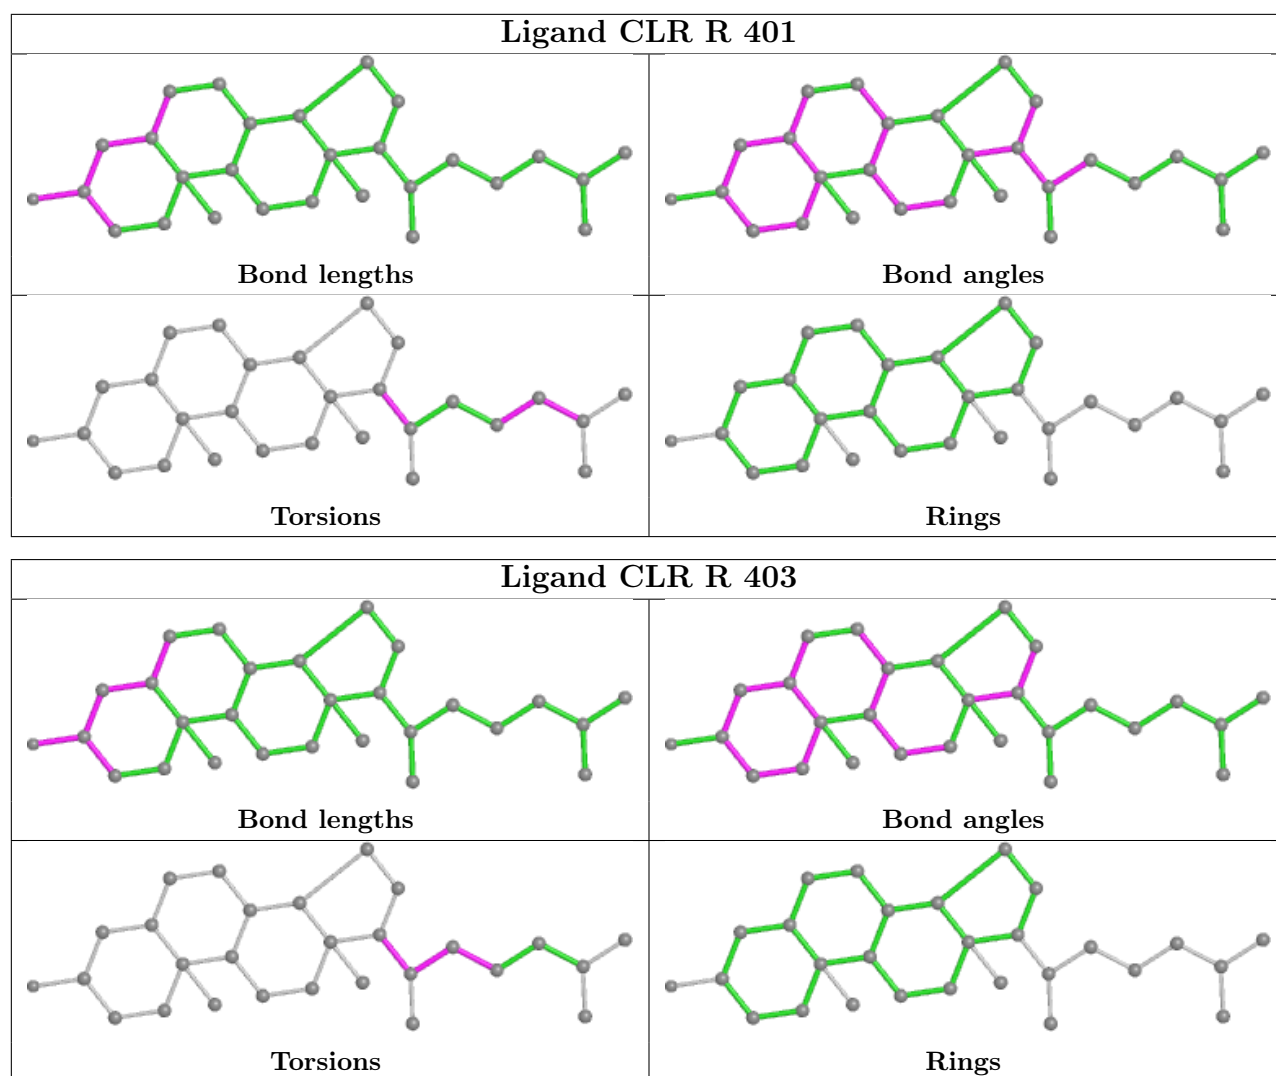 Ligand CLR R 401
Bond lengths
Bond angles
Torsions
Rings
Ligand CLR R 403
Bond lengths
Bond angles
Torsions
Rings